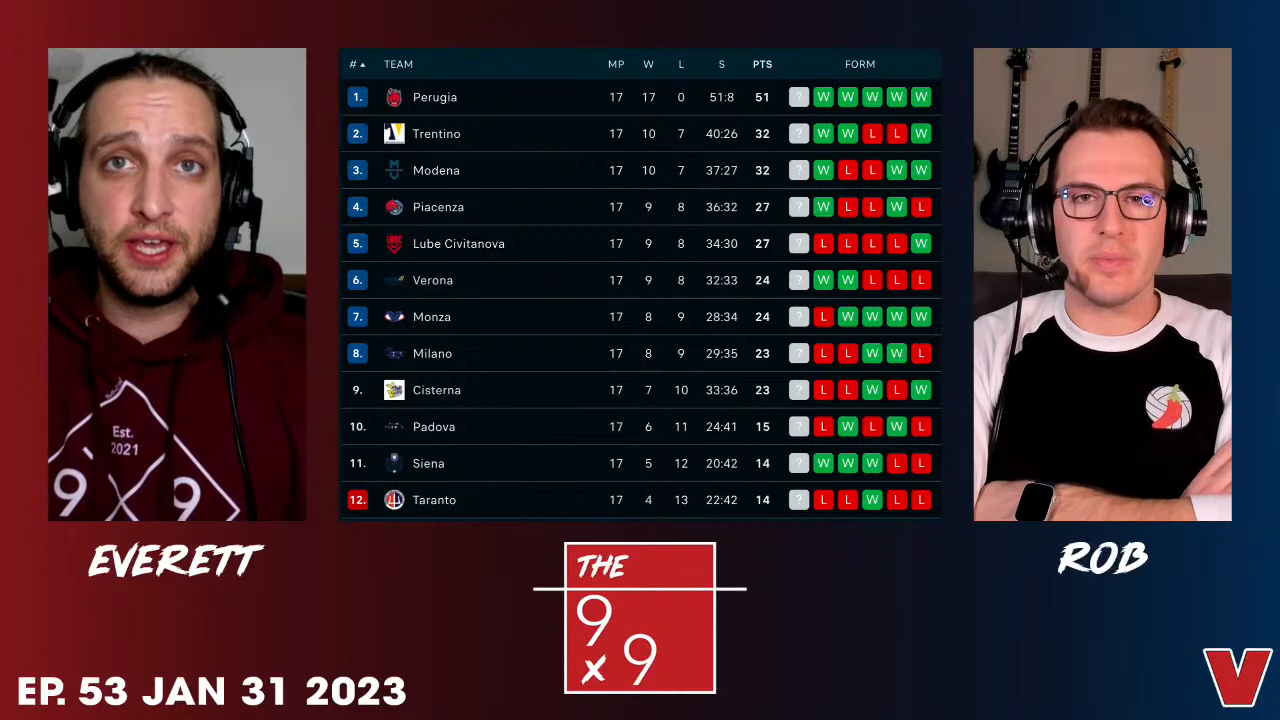 # ▲ TEAM MP W L S PTS FORM
1. Perugia 17 17 0 51:8 51 ? W W W W W
2. Trentino 17 10 7 40:26 32 ? W W L L W
3. Modena 17 10 7 37:27 32 ? W L L W W
4. Piacenza 17 9 8 36:32 27 ? W L L W L
5. Lube Civitanova 17 9 8 34:30 27 ? L L L L W
6. Verona 17 9 8 32:33 24 ? W W L L L
7. Monza 17 8 9 28:34 24 ? L W W W W
8. Milano 17 8 9 29:35 23 ? L L W W L
9. Cisterna 17 7 10 33:36 23 ? L L W L W
10. Padova 17 6 11 24:41 15 ? L W L W L
11. Siena 17 5 12 20:42 14 ? W W W L L
12. Taranto 17 4 13 22:42 14 ? L L W L L
Est.
2021
9 9
EVERETT
ROB
THE
9
x 9
EP. 53 JAN 31 2023
V